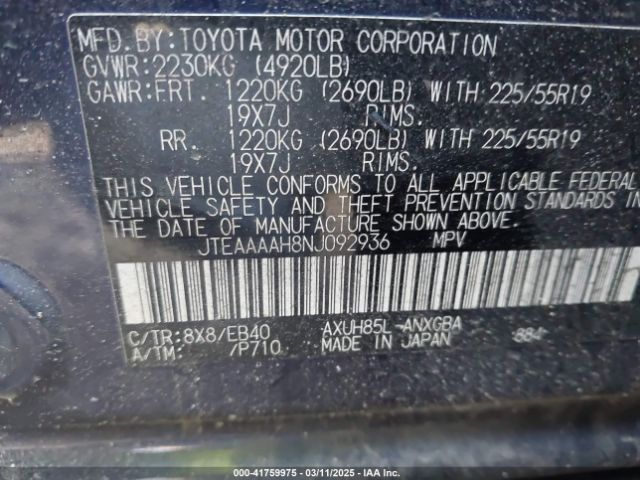 MFD.BY:TOYOTA MOTOR CORPORATION
GVWR:2230KG (4920LB)
GAWR:FRT. 1220KG (2690LB) WITH 225/55R19
19X7J RIMS.
RR. 1220KG (2690LB) WITH 225/55R19
19X7J RIMS.
THIS VEHICLE CONFORMS TO ALL APPLICABLE FEDERAL
VEHICLE SAFETY AND THEFT PREVENTION STANDARDS IN
THE DATE OF MANUFACTURE SHOWN ABOVE.
JTEAAAAH8NJ092936 MPV
C/TR:8X8/EB40 AXUH85L-ANXGBA 884
A/TM: /P710 MADE IN JAPAN
000-41759975 - 03/11/2025 - IAA Inc.